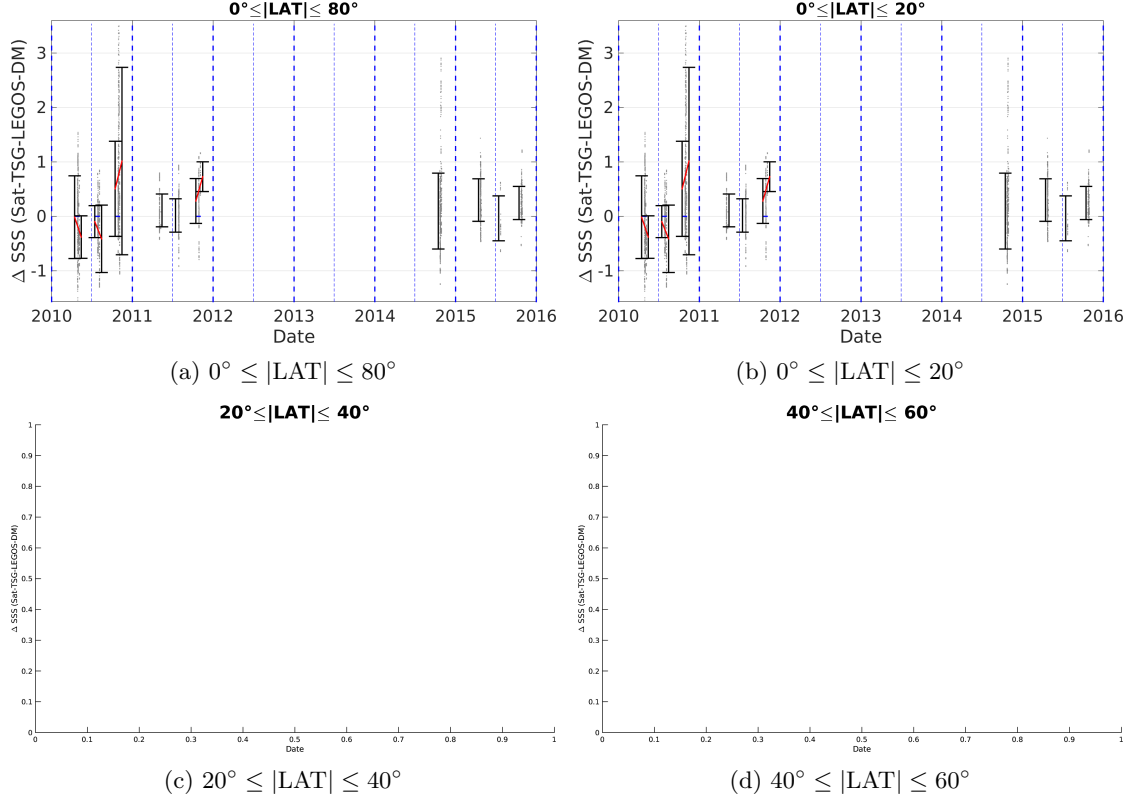 0°≤|LAT|≤ 80°
Δ SSS (Sat-TSG-LEGOS-DM)
3
2
1
0
-1
2010 2011 2012 2013 2014 2015 2016
Date
(a) 0° ≤ |LAT| ≤ 80°
0°≤|LAT|≤ 20°
Δ SSS (Sat-TSG-LEGOS-DM)
3
2
1
0
-1
2010 2011 2012 2013 2014 2015 2016
Date
(b) 0° ≤ |LAT| ≤ 20°
20°≤|LAT|≤ 40°
Δ SSS (Sat-TSG-LEGOS-DM)
1
0.9
0.8
0.7
0.6
0.5
0.4
0.3
0.2
0.1
0
0 0.1 0.2 0.3 0.4 0.5 0.6 0.7 0.8 0.9 1
Date
(c) 20° ≤ |LAT| ≤ 40°
40°≤|LAT|≤ 60°
Δ SSS (Sat-TSG-LEGOS-DM)
1
0.9
0.8
0.7
0.6
0.5
0.4
0.3
0.2
0.1
0
0 0.1 0.2 0.3 0.4 0.5 0.6 0.7 0.8 0.9 1
Date
(d) 40° ≤ |LAT| ≤ 60°